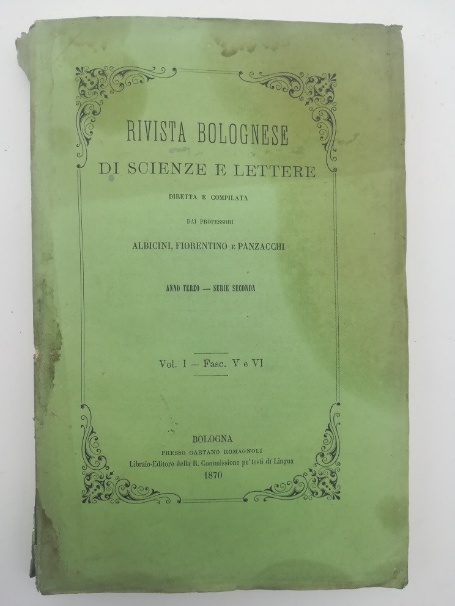 RIVISTA BOLOGNESE
DI SCIENZE E LETTERE
DIRETTA E COMPILATA
DAI PROFESSORI
ALBICINI, FIORENTINO E PANZACCHI
ANNO TERZO — SERIE SECONDA
Vol. I — Fasc. V e VI
BOLOGNA
PRESSO GAETANO ROMAGNOLI
Libraio-Editore della R. Commissione pe' testi di Lingua
1870